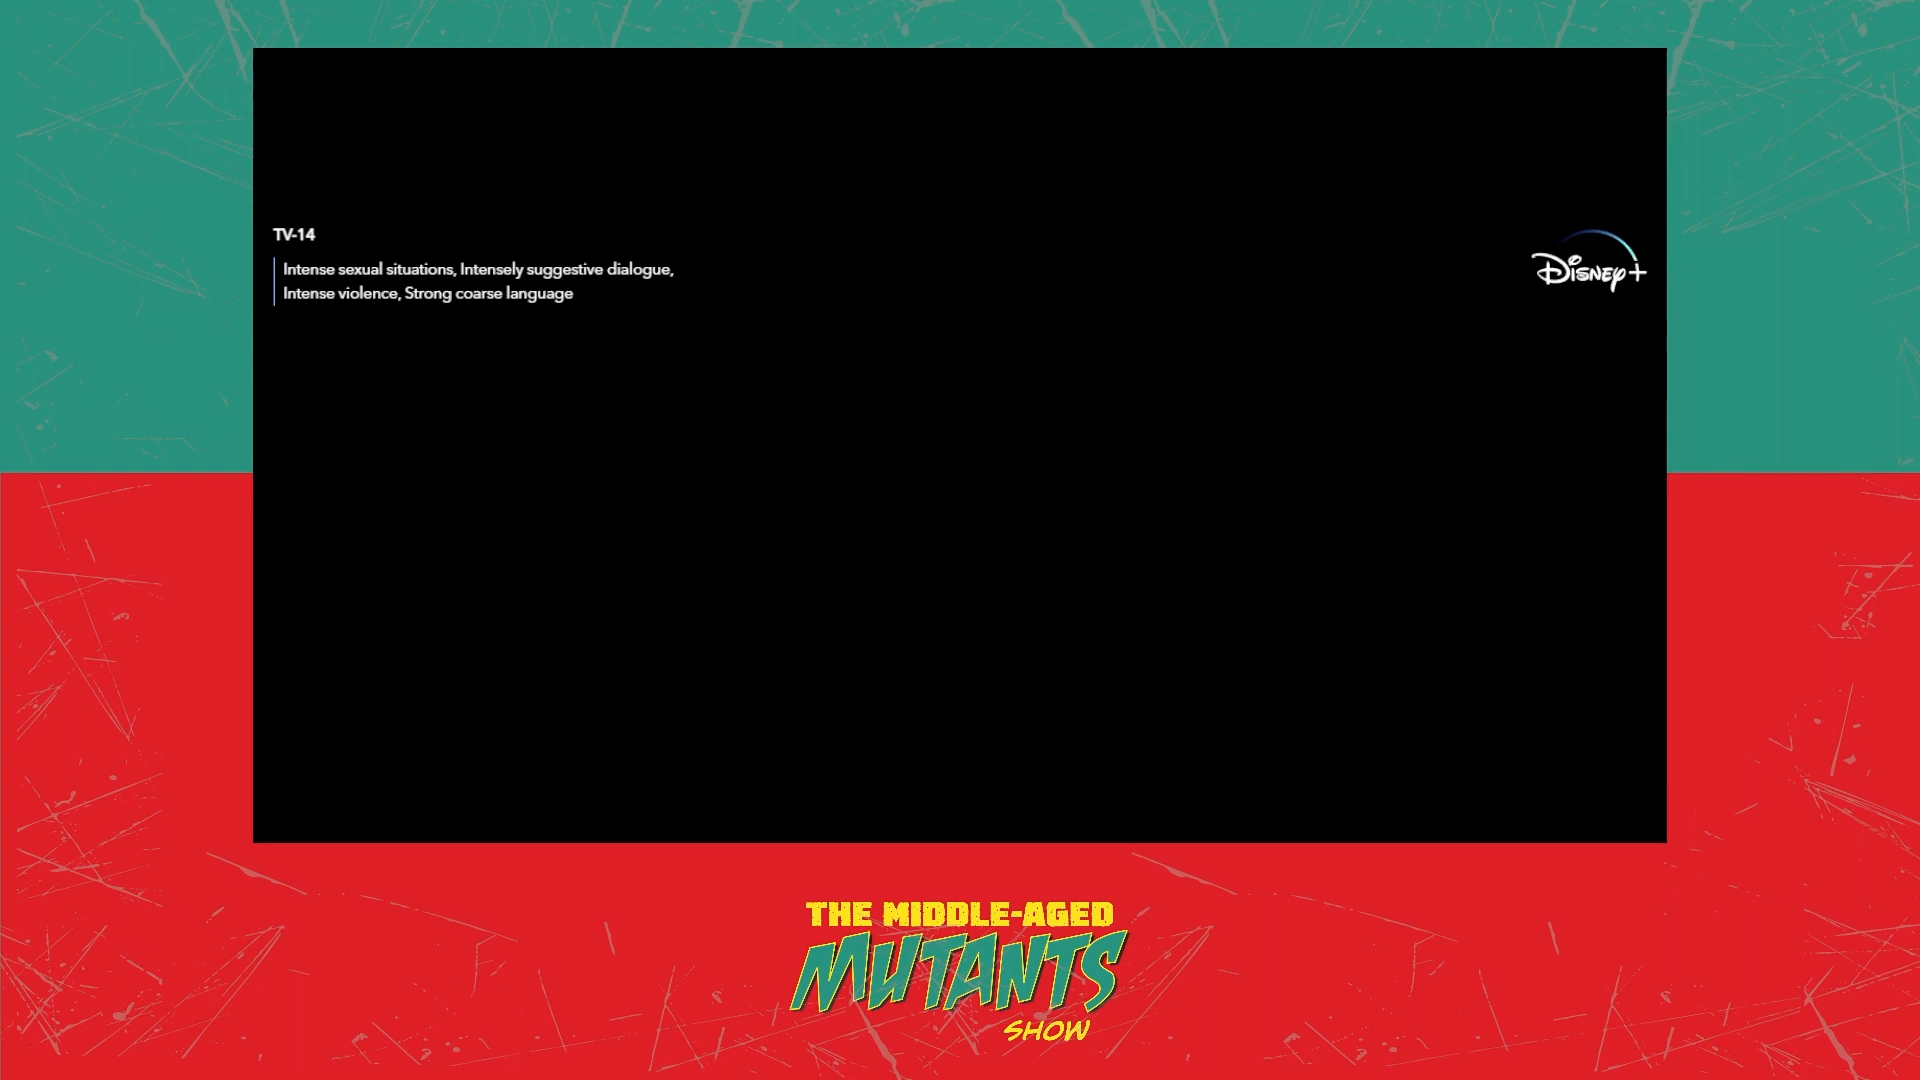 TV-14
Intense sexual situations, Intensely suggestive dialogue,
Intense violence, Strong coarse language
Disney+
THE MIDDLE-AGED
MUTANTS
SHOW